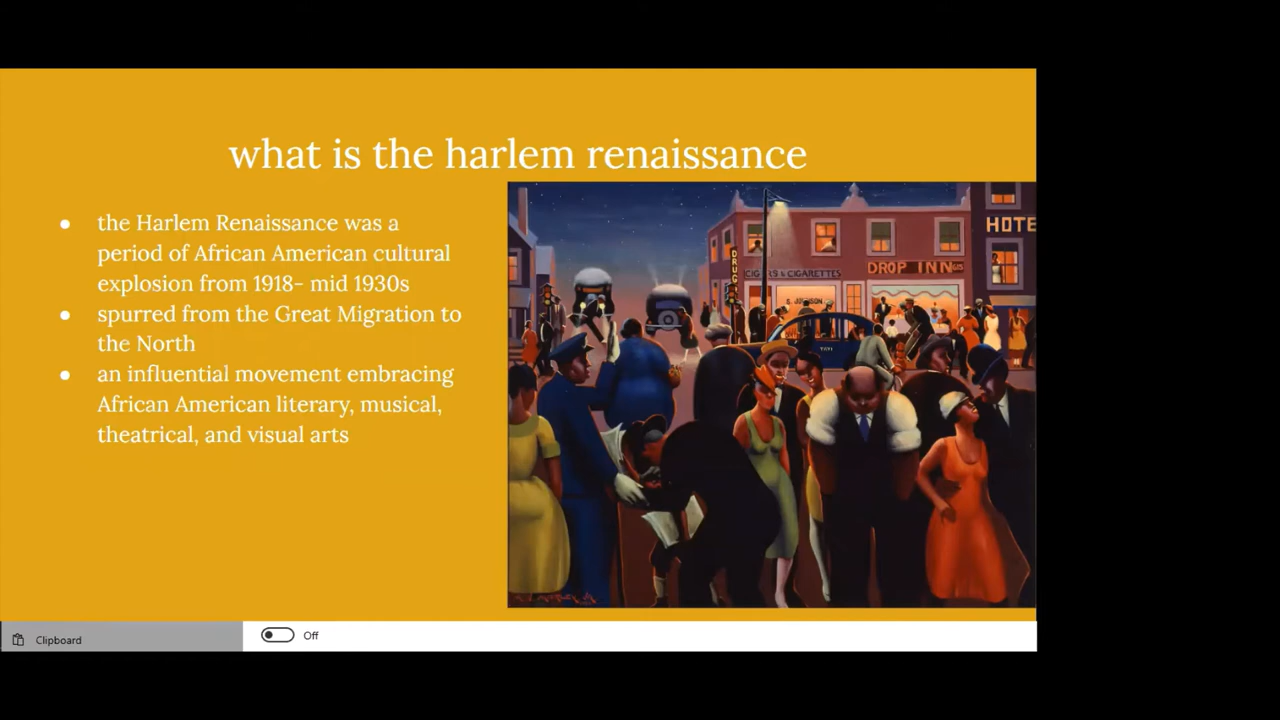 what is the harlem renaissance
● the Harlem Renaissance was a
period of African American cultural
explosion from 1918- mid 1930s
● spurred from the Great Migration to
the North
● an influential movement embracing
African American literary, musical,
theatrical, and visual arts
HOTE
DRUG
CIGARS & CIGARETTES
DROP INN
TAXI
Clipboard
Off